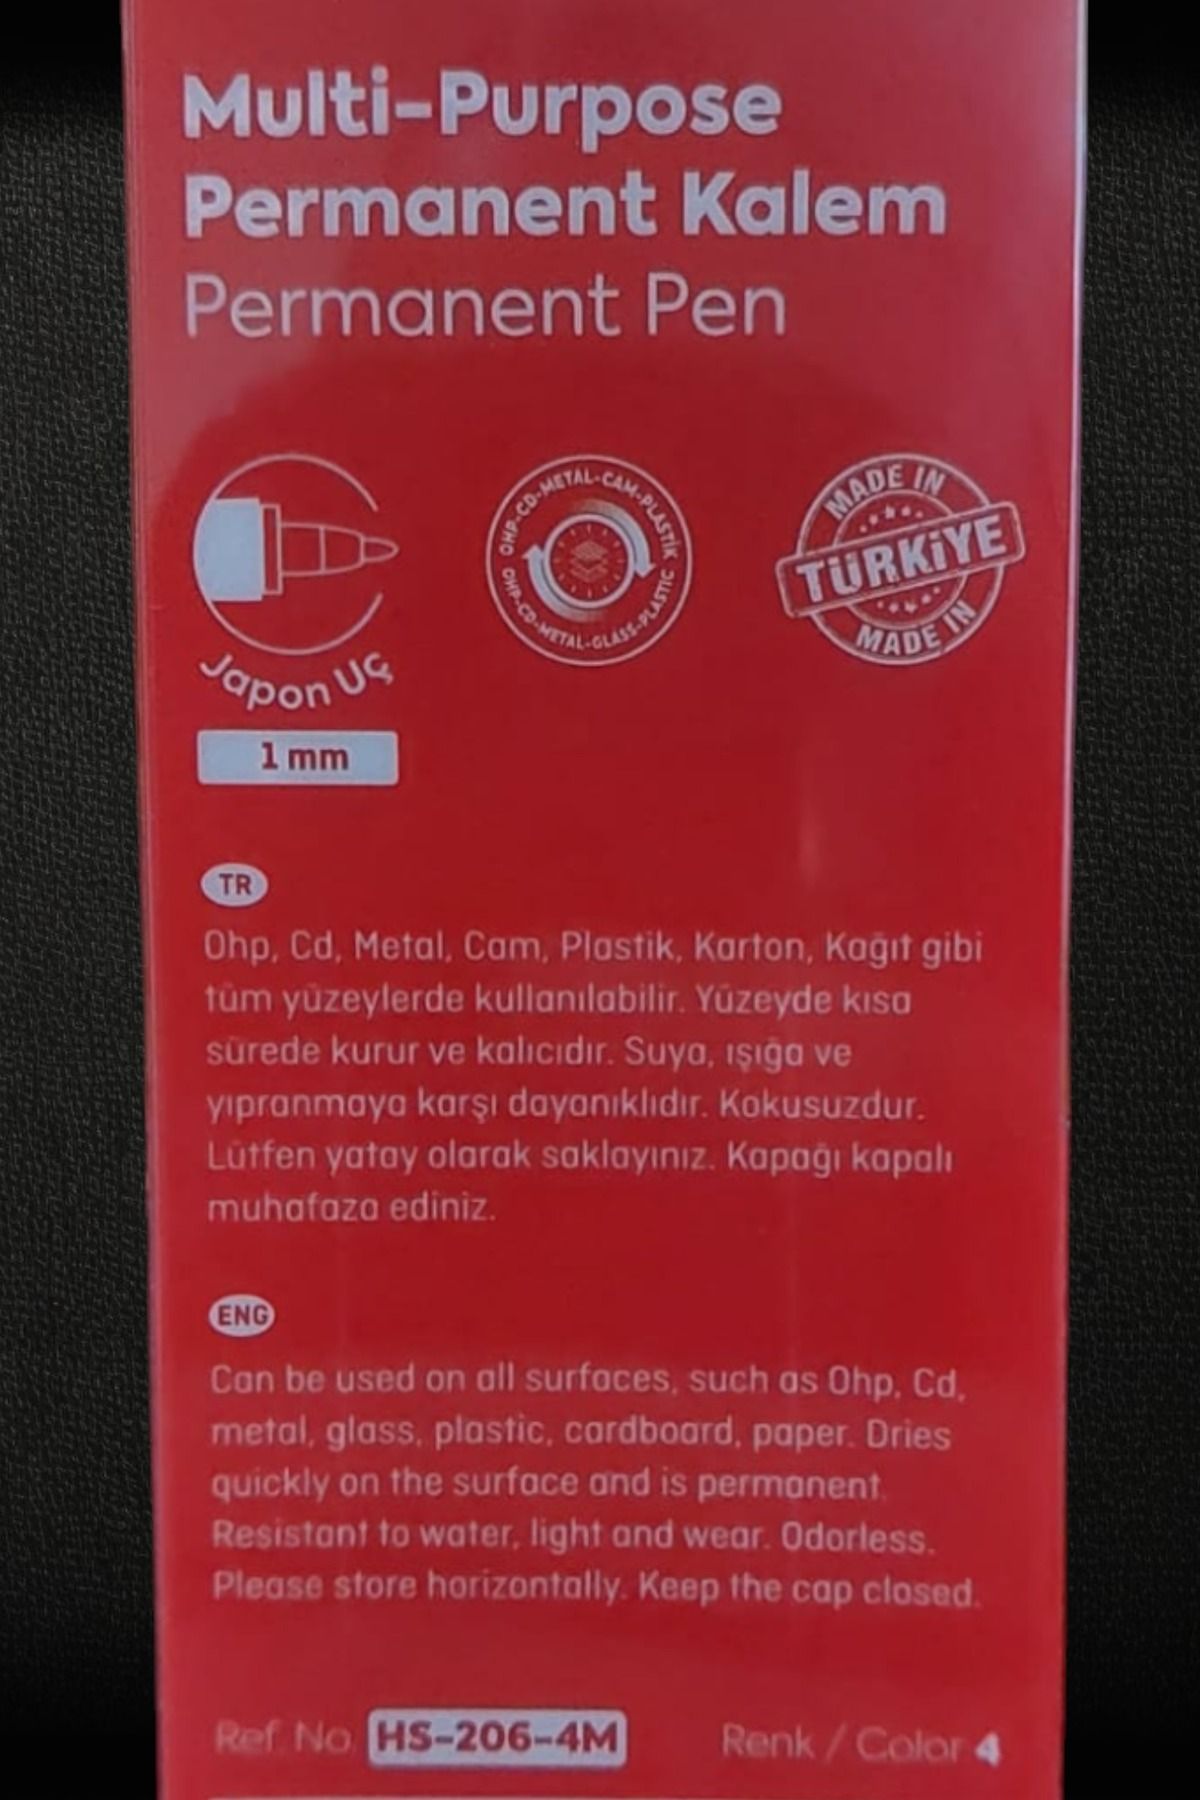 Multi-Purpose
Permanent Kalem
Permanent Pen
Japon Uç
1 mm
OHP-CD-METAL-CAM-PLASTİK
OHP-CD-METAL-GLASS-PLASTIC
MADE IN
TÜRKiYE
MADE IN
TR
Ohp, Cd, Metal, Cam, Plastik, Karton, Kağıt gibi
tüm yüzeylerde kullanılabilir. Yüzeyde kısa
sürede kurur ve kalıcıdır. Suya, ışığa ve
yıpranmaya karşı dayanıklıdır. Kokusuzdur.
Lütfen yatay olarak saklayınız. Kapağı kapalı
muhafaza ediniz.
ENG
Can be used on all surfaces, such as Ohp, Cd,
metal, glass, plastic, cardboard, paper. Dries
quickly on the surface and is permanent.
Resistant to water, light and wear. Odorless.
Please store horizontally. Keep the cap closed.
Ref. No. HS-206-4M Renk / Color 4